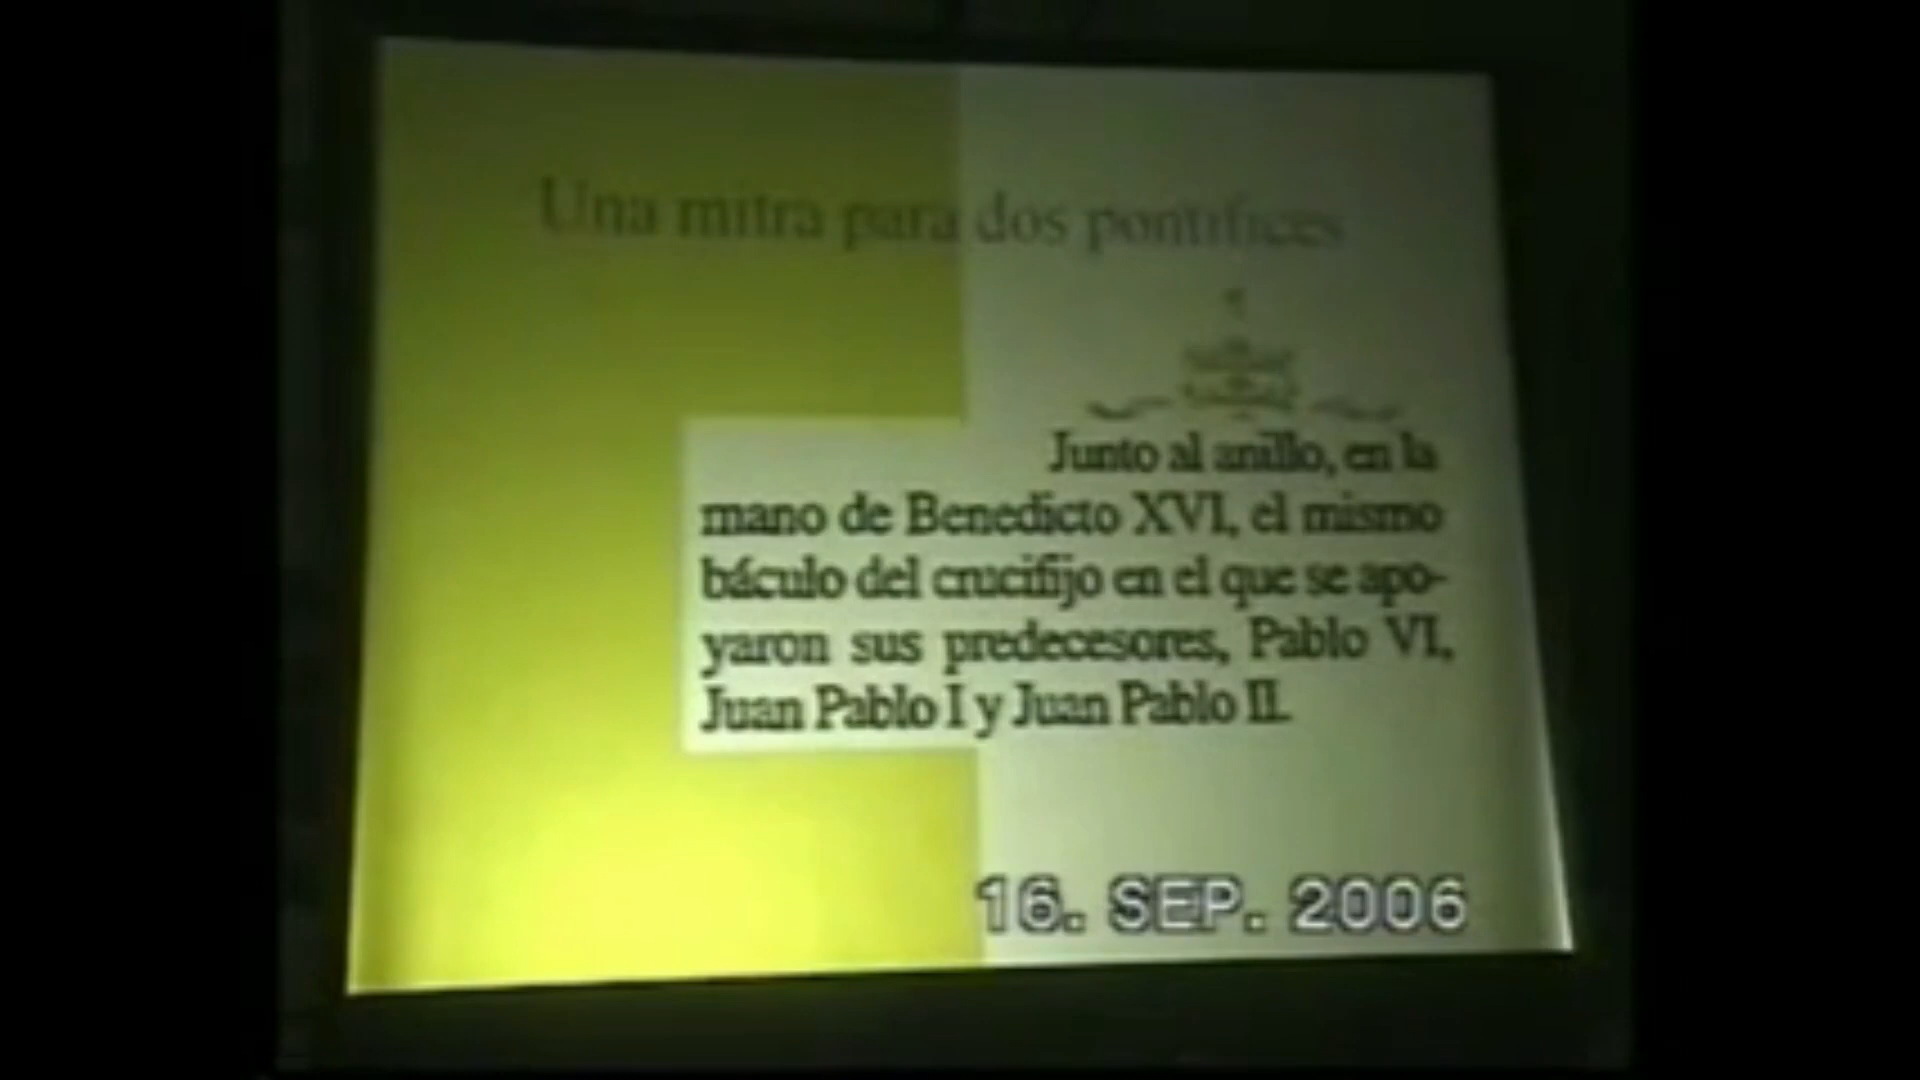 Una mitra para dos pontífices
Junto al anillo, en la
mano de Benedicto XVI, el mismo
báculo del crucifijo en el que se apo-
yaron sus predecesores, Pablo VI,
Juan Pablo I y Juan Pablo II.
16. SEP. 2006